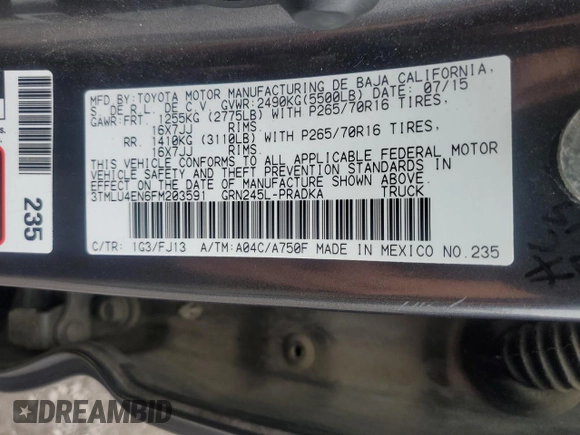 MFD.BY:TOYOTA MOTOR MANUFACTURING DE BAJA CALIFORNIA,
S. DE R.L. DE C.V. GVWR:2490KG(5500LB) DATE: 07/15
GAWR:FRT. 1255KG (2775LB) WITH P265/70R16 TIRES,
16X7JJ RIMS.
RR. 1410KG (3110LB) WITH P265/70R16 TIRES,
16X7JJ RIMS.
THIS VEHICLE CONFORMS TO ALL APPLICABLE FEDERAL MOTOR
VEHICLE SAFETY AND THEFT PREVENTION STANDARDS IN
EFFECT ON THE DATE OF MANUFACTURE SHOWN ABOVE.
3TMLU4EN6FM203591 GRN245L-PRADKA TRUCK
C/TR: 1G3/FJ13 A/TM:A04C/A750F MADE IN MEXICO NO.235
235
DREAMBID